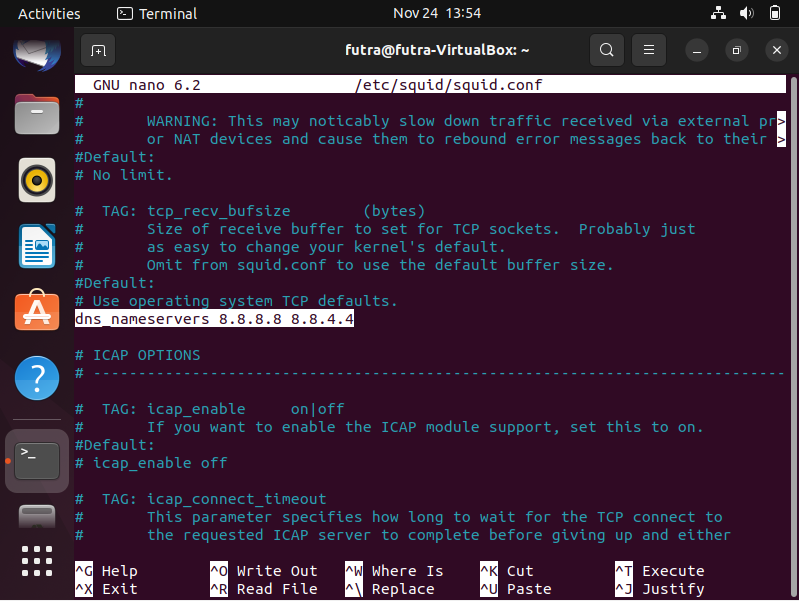 Activities Terminal Nov 24 13:54
futra@futra-VirtualBox: ~
GNU nano 6.2 /etc/squid/squid.conf
#
# WARNING: This may noticably slow down traffic received via external pr>
# or NAT devices and cause them to rebound error messages back to their >
#Default:
# No limit.
# TAG: tcp_recv_bufsize (bytes)
# Size of receive buffer to set for TCP sockets. Probably just
# as easy to change your kernel's default.
# Omit from squid.conf to use the default buffer size.
#Default:
# Use operating system TCP defaults.
dns_nameservers 8.8.8.8 8.8.4.4
# ICAP OPTIONS
# -----------------------------------------------------------------------------
# TAG: icap_enable on|off
# If you want to enable the ICAP module support, set this to on.
#Default:
# icap_enable off
# TAG: icap_connect_timeout
# This parameter specifies how long to wait for the TCP connect to
# the requested ICAP server to complete before giving up and either
^G Help ^O Write Out ^W Where Is ^K Cut ^T Execute
^X Exit ^R Read File ^\ Replace ^U Paste ^J Justify